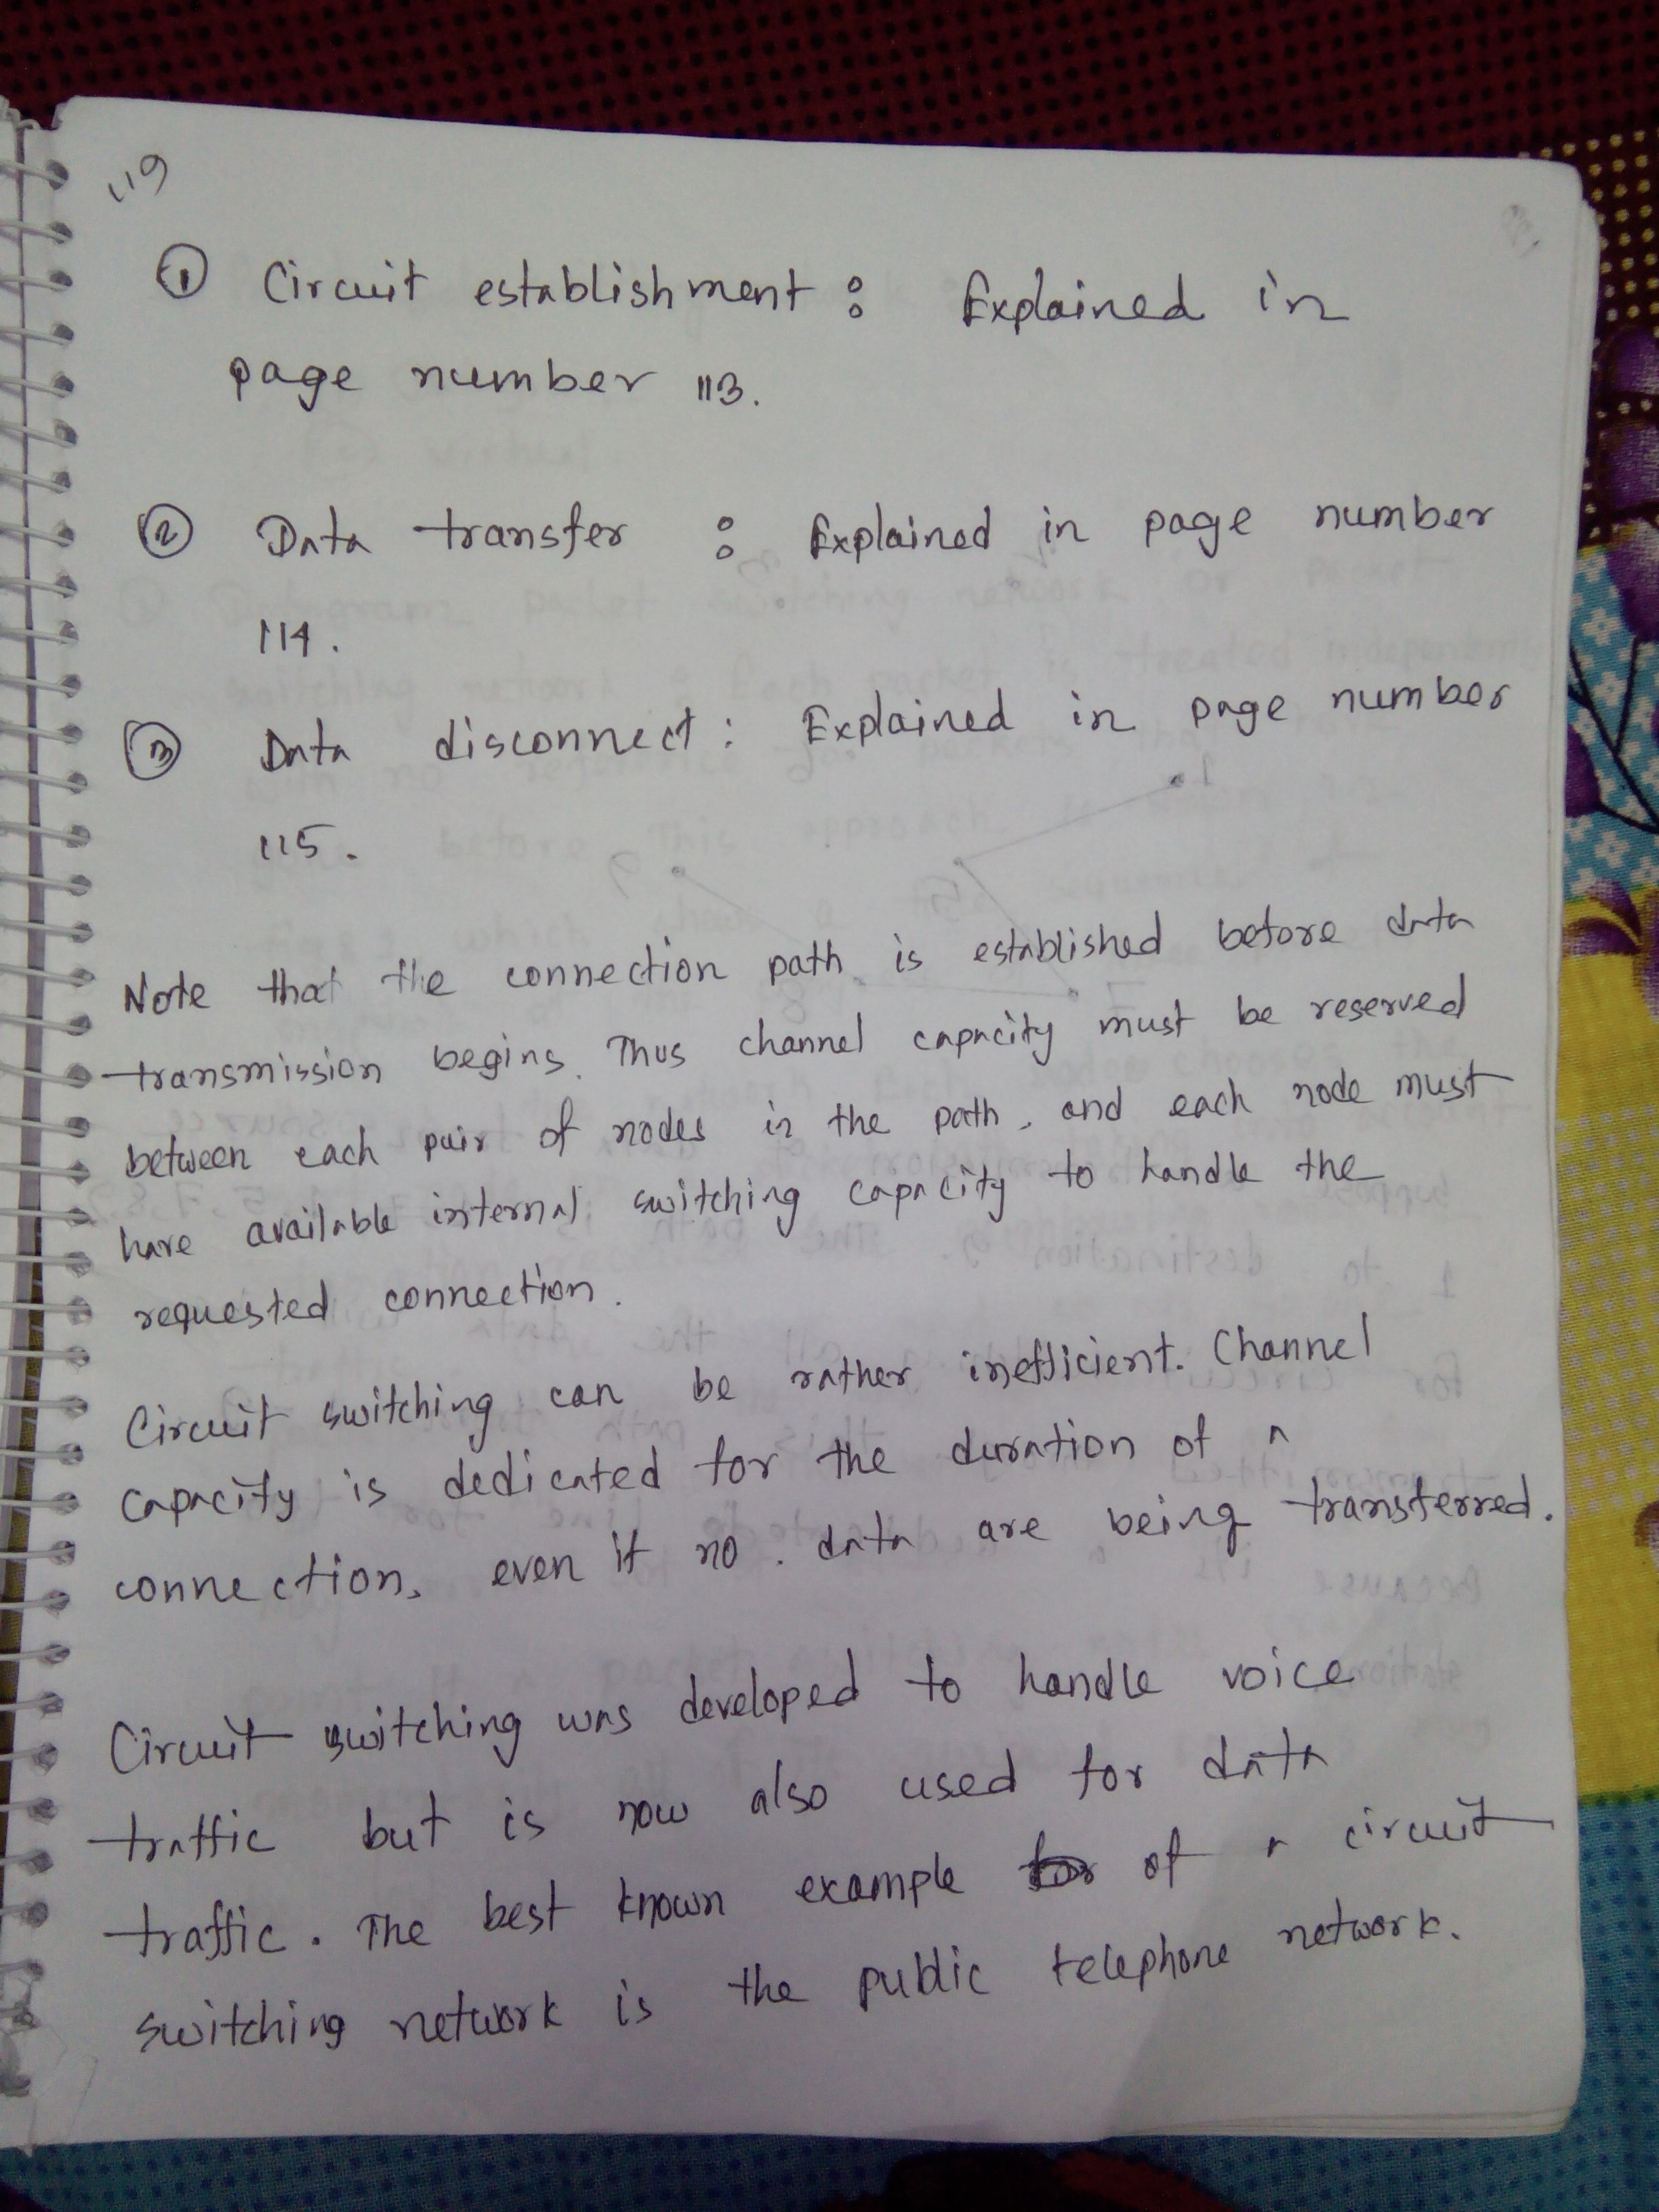 119
① Circuit establishment : Explained in
page number 113.
② Data transfer : Explained in page number
114.
③ Data disconnect : Explained in page number
115.
Note that the connection path is established before data
transmission begins. Thus channel capacity must be reserved
between each pair of nodes in the path, and each node must
have available internal switching capacity to handle the
requested connection.
Circuit switching can be rather inefficient. Channel
capacity is dedicated for the duration of a
connection, even if no data are being transferred.
Circuit switching was developed to handle voice
traffic but is now also used for data
traffic. The best known example of a circuit
switching network is the public telephone network.